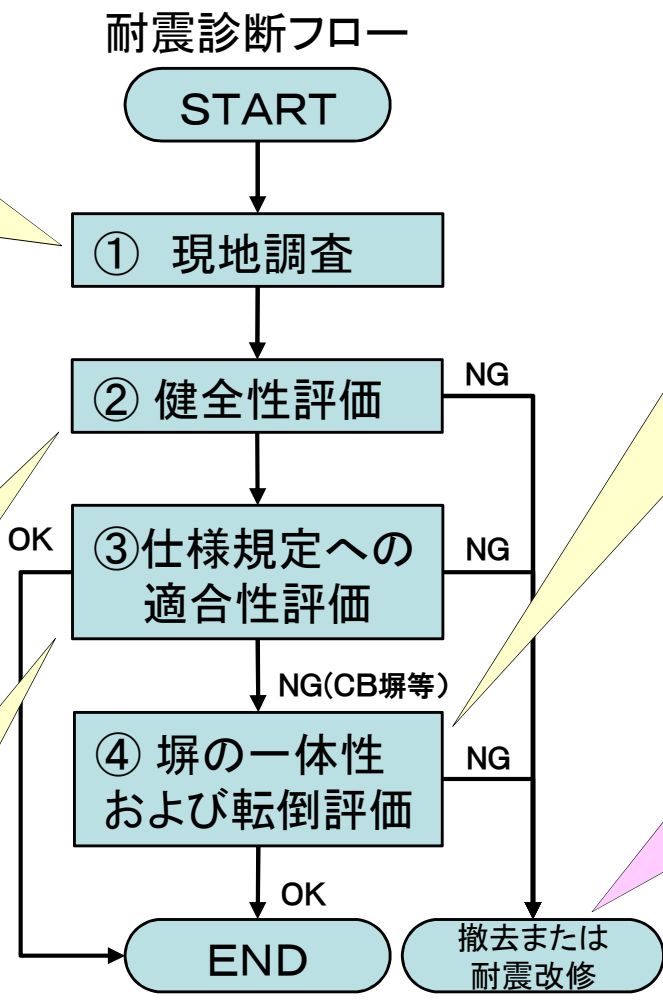 耐震診断フロー
START
① 現地調査
② 健全性評価
NG
OK
③仕様規定への
適合性評価
NG
NG(CB塀等)
④ 塀の一体性
および転倒評価
NG
OK
END
撤去または
耐震改修